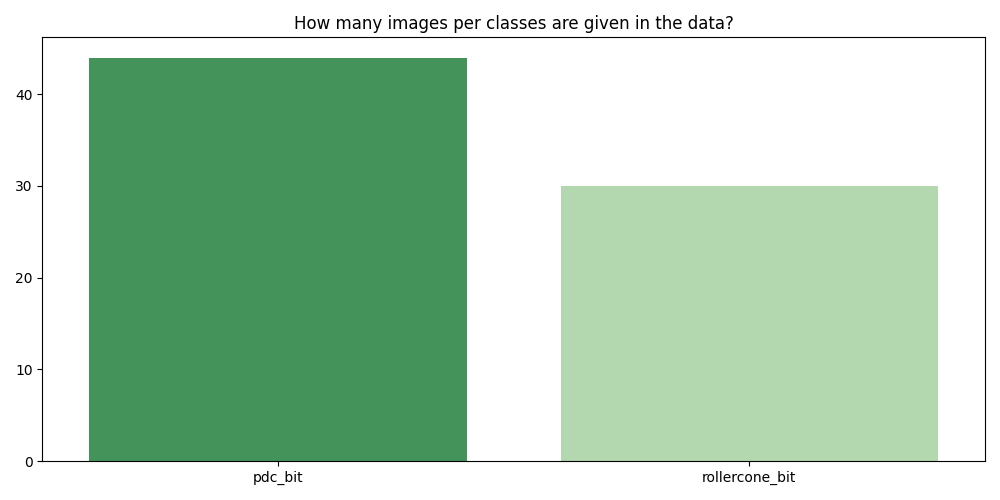 How many images per classes are given in the data?
40
30
20
10
0
pdc_bit rollercone_bit